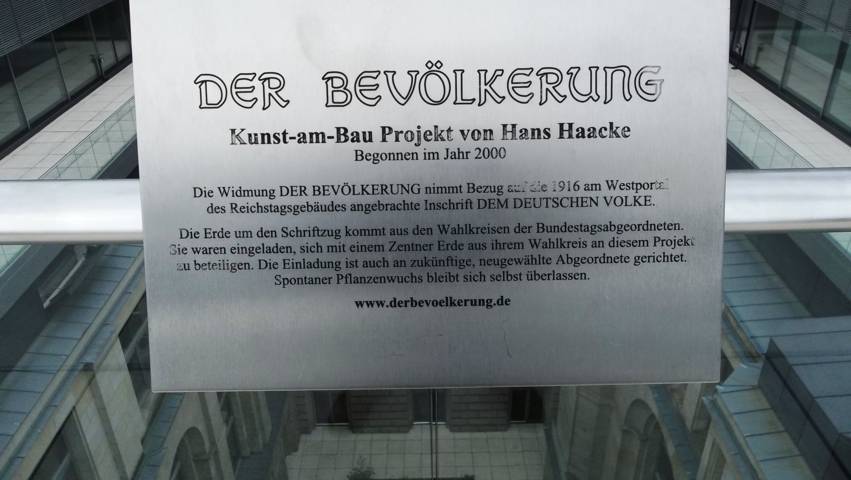 DER BEVÖLKERUNG
Kunst-am-Bau Projekt von Hans Haacke
Begonnen im Jahr 2000
Die Widmung DER BEVÖLKERUNG nimmt Bezug auf die 1916 am Westportal
des Reichstagsgebäudes angebrachte Inschrift DEM DEUTSCHEN VOLKE.
Die Erde um den Schriftzug kommt aus den Wahlkreisen der Bundestagsabgeordneten.
Sie waren eingeladen, sich mit einem Zentner Erde aus ihrem Wahlkreis an diesem Projekt
zu beteiligen. Die Einladung ist auch an zukünftige, neugewählte Abgeordnete gerichtet.
Spontaner Pflanzenwuchs bleibt sich selbst überlassen.
www.derbevoelkerung.de